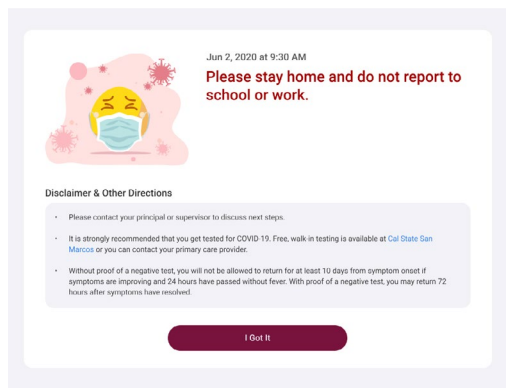 Jun 2, 2020 at 9:30 AM
Please stay home and do not report to
school or work.
Disclaimer & Other Directions
• Please contact your principal or supervisor to discuss next steps.
• It is strongly recommended that you get tested for COVID-19. Free, walk-in testing is available at Cal State San
Marcos or you can contact your primary care provider.
• Without proof of a negative test, you will not be allowed to return for at least 10 days from symptom onset if
symptoms are improving and 24 hours have passed without fever. With proof of a negative test, you may return 72
hours after symptoms have resolved.
I Got It